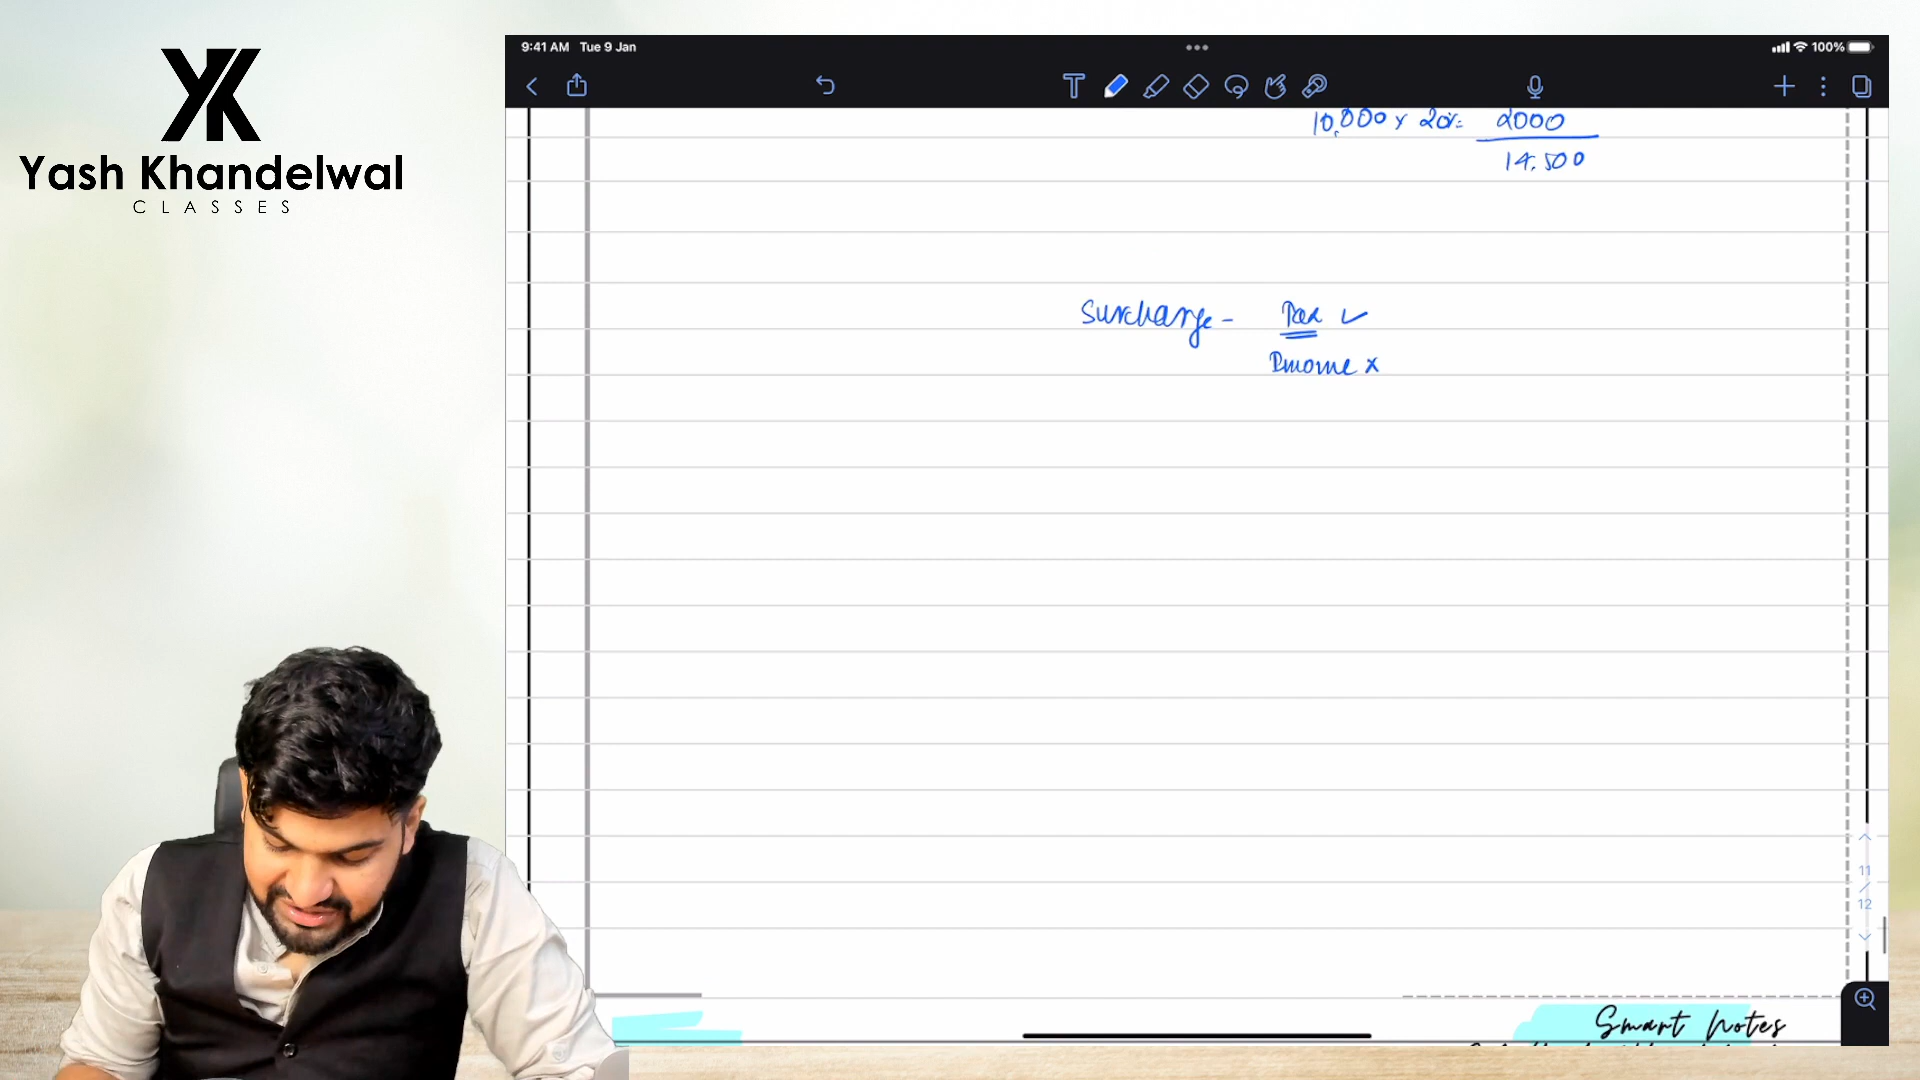 YK
Yash Khandelwal
CLASSES
9:41 AM Tue 9 Jan
100%
10,000 x 20% = 2000
14,500
Surcharge - Tax ✓
Income x
11
/
12
Smart Notes